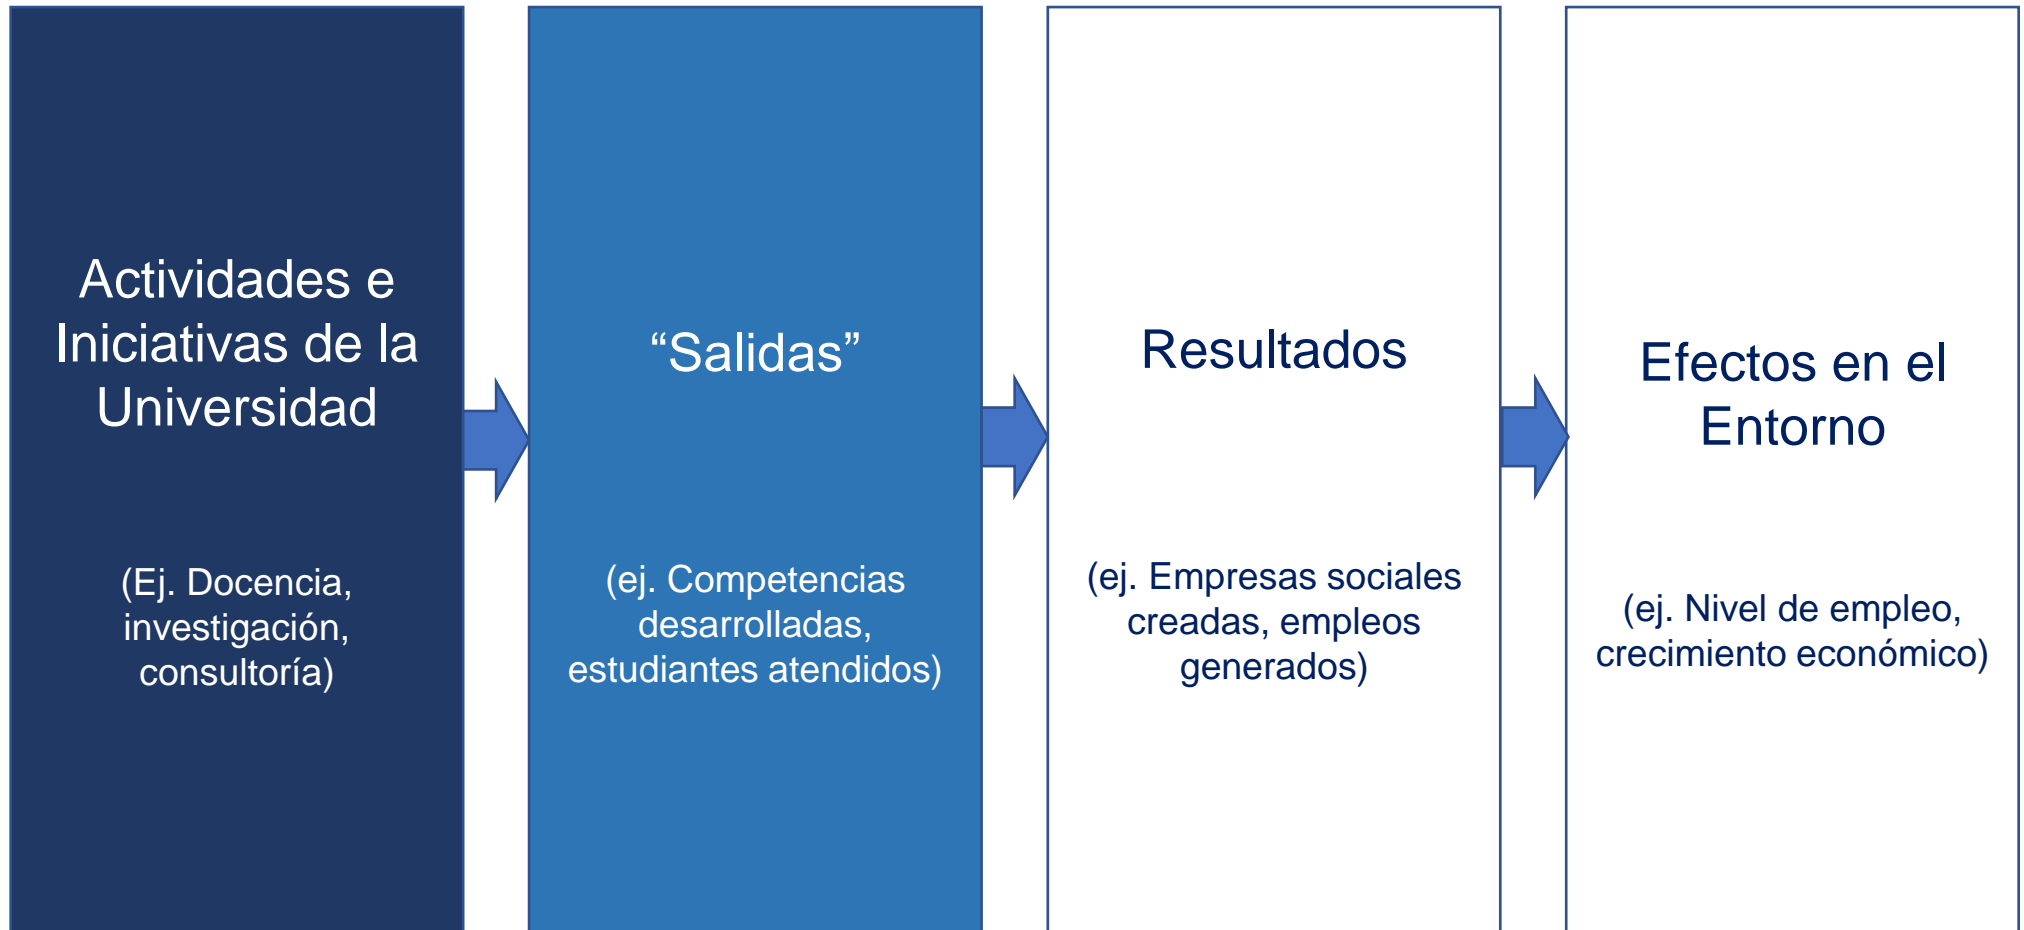 Actividades e
Iniciativas de la
Universidad
(Ej. Docencia,
investigación,
consultoría)
“Salidas”
(ej. Competencias
desarrolladas,
estudiantes atendidos)
Resultados
(ej. Empresas sociales
creadas, empleos
generados)
Efectos en el
Entorno
(ej. Nivel de empleo,
crecimiento económico)